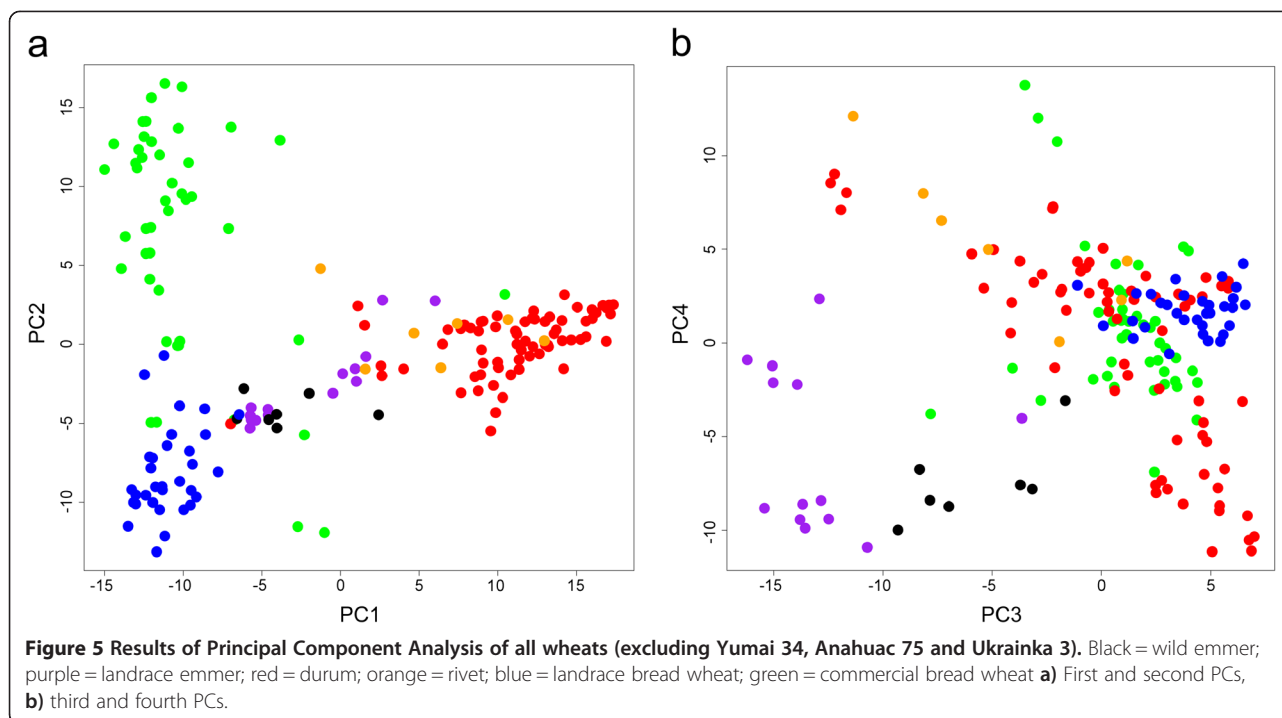 a
b
15
10
5
0
-5
-10
PC2
-15
-10
-5
0
5
10
15
PC1
10
5
0
-5
-10
PC4
-15
-10
-5
0
5
PC3
Figure 5 Results of Principal Component Analysis of all wheats (excluding Yumai 34, Anahuac 75 and Ukrainka 3). Black = wild emmer;
purple = landrace emmer; red = durum; orange = rivet; blue = landrace bread wheat; green = commercial bread wheat a) First and second PCs,
b) third and fourth PCs.